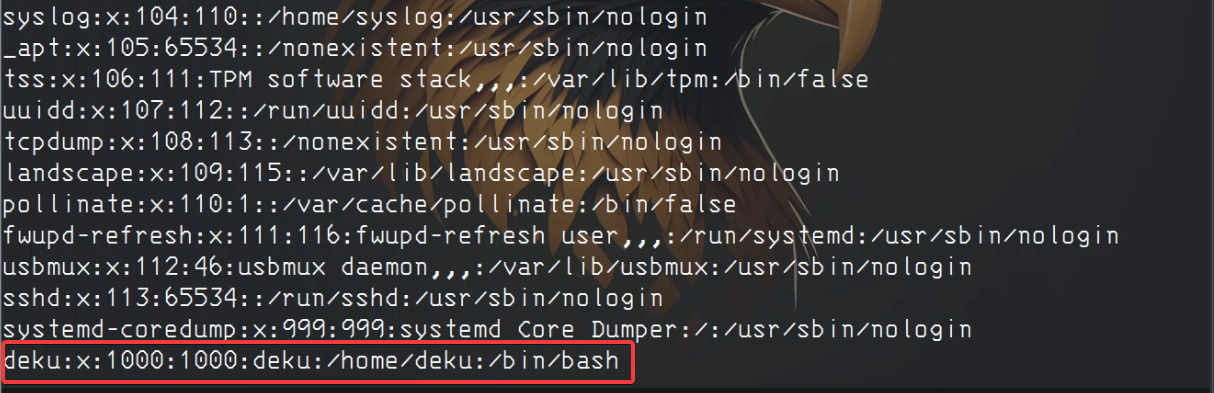 syslog:x:104:110::/home/syslog:/usr/sbin/nologin
_apt:x:105:65534::/nonexistent:/usr/sbin/nologin
tss:x:106:111:TPM software stack,,,:/var/lib/tpm:/bin/false
uuidd:x:107:112::/run/uuidd:/usr/sbin/nologin
tcpdump:x:108:113::/nonexistent:/usr/sbin/nologin
landscape:x:109:115::/var/lib/landscape:/usr/sbin/nologin
pollinate:x:110:1::/var/cache/pollinate:/bin/false
fwupd-refresh:x:111:116:fwupd-refresh user,,,:/run/systemd:/usr/sbin/nologin
usbmux:x:112:46:usbmux daemon,,,:/var/lib/usbmux:/usr/sbin/nologin
sshd:x:113:65534::/run/sshd:/usr/sbin/nologin
systemd-coredump:x:999:999:systemd Core Dumper:/:/usr/sbin/nologin
deku:x:1000:1000:deku:/home/deku:/bin/bash